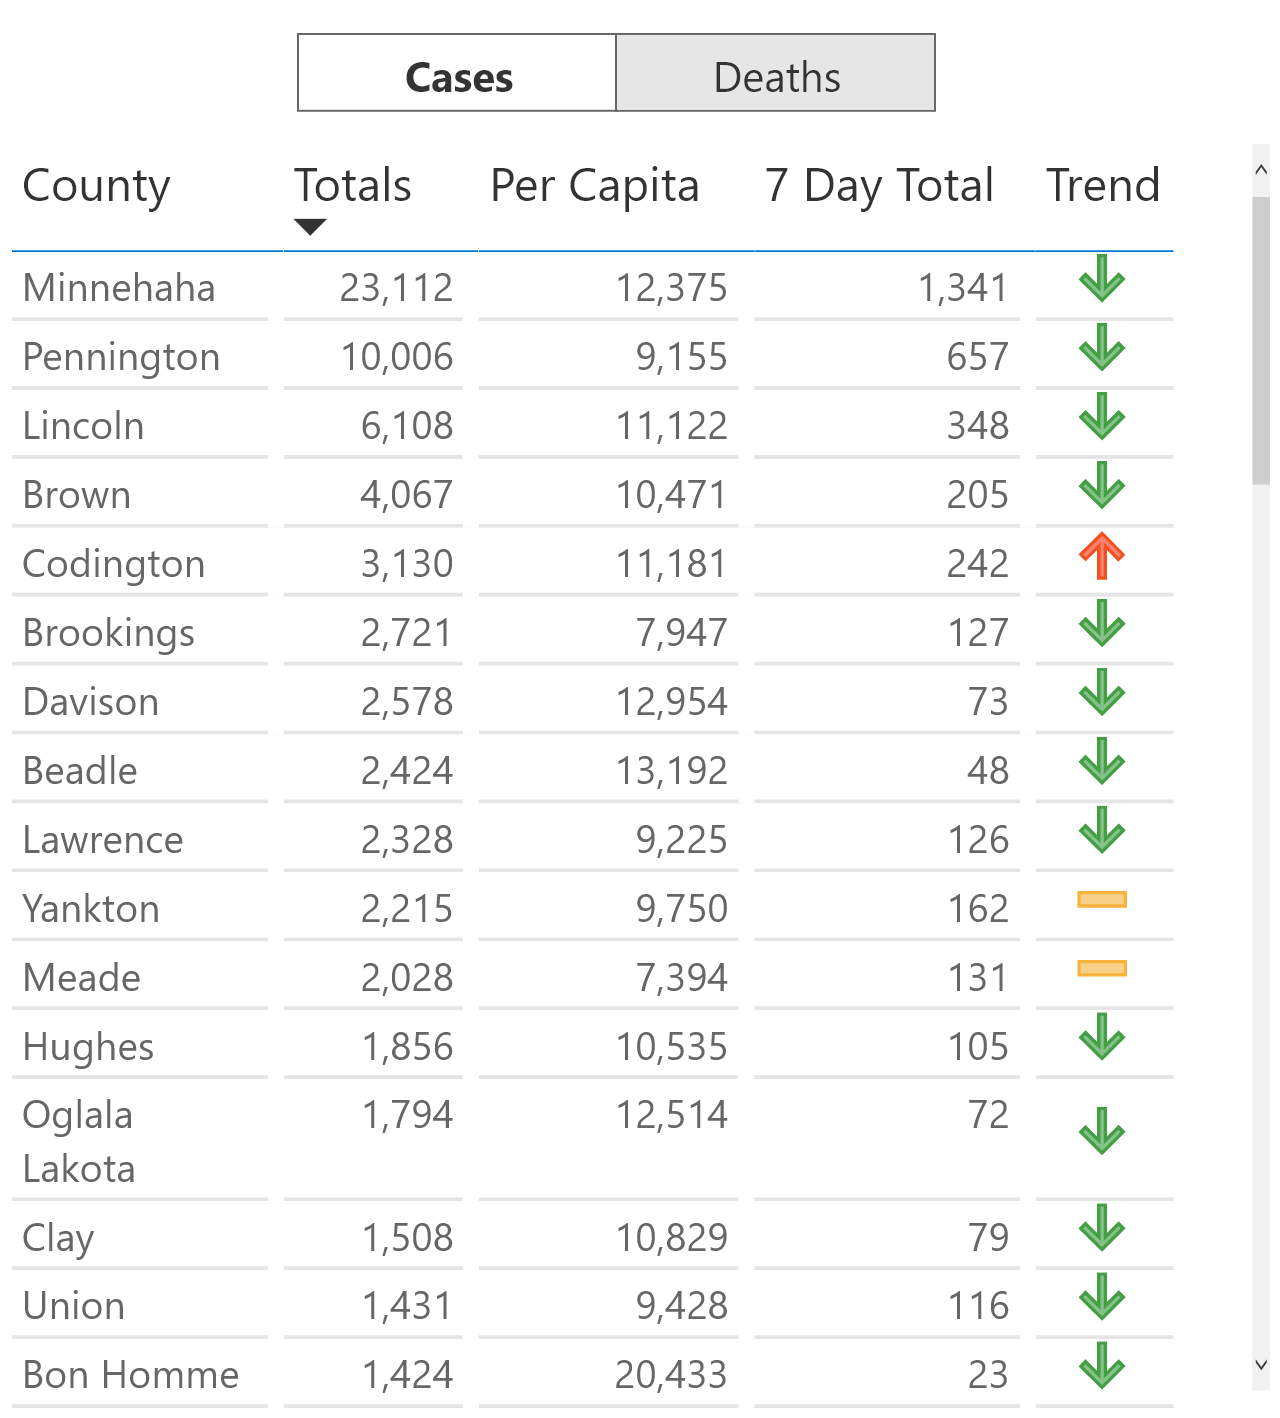 Cases Deaths
County Totals Per Capita 7 Day Total Trend
Minnehaha 23,112 12,375 1,341
Pennington 10,006 9,155 657
Lincoln 6,108 11,122 348
Brown 4,067 10,471 205
Codington 3,130 11,181 242
Brookings 2,721 7,947 127
Davison 2,578 12,954 73
Beadle 2,424 13,192 48
Lawrence 2,328 9,225 126
Yankton 2,215 9,750 162
Meade 2,028 7,394 131
Hughes 1,856 10,535 105
Oglala 1,794 12,514 72
Lakota
Clay 1,508 10,829 79
Union 1,431 9,428 116
Bon Homme 1,424 20,433 23